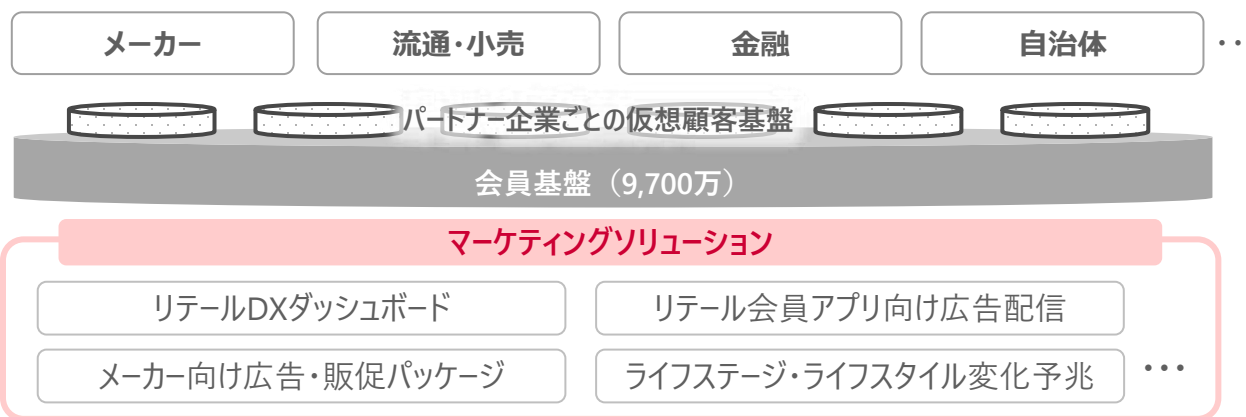 メーカー
流通・小売
金融
自治体
・・
パートナー企業ごとの仮想顧客基盤
会員基盤（9,700万）
マーケティングソリューション
リテールDXダッシュボード
リテール会員アプリ向け広告配信
メーカー向け広告・販促パッケージ
ライフステージ・ライフスタイル変化予兆
・・・